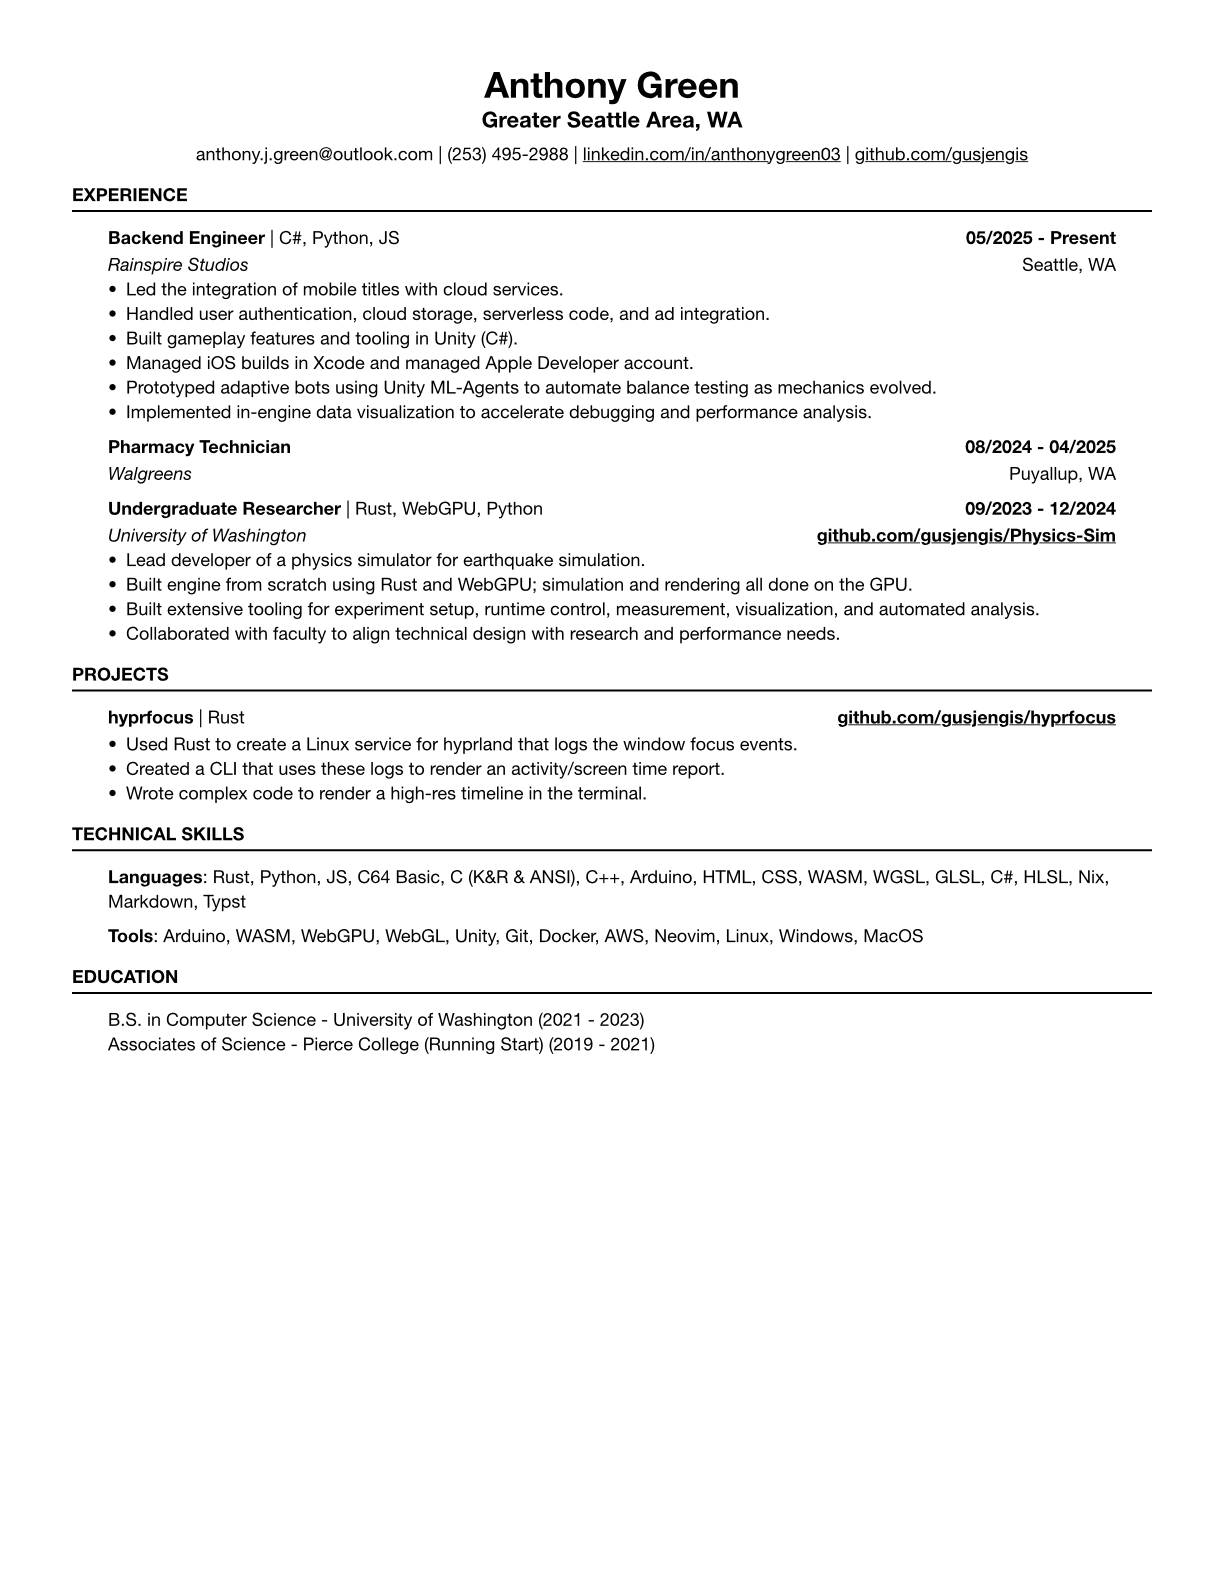 Anthony Green
Greater Seattle Area, WA
anthony.j.green@outlook.com | (253) 495-2988 | linkedin.com/in/anthonygreen03 | github.com/gusjengis
EXPERIENCE
Backend Engineer | C#, Python, JS 05/2025 - Present
Rainspire Studios Seattle, WA
• Led the integration of mobile titles with cloud services.
• Handled user authentication, cloud storage, serverless code, and ad integration.
• Built gameplay features and tooling in Unity (C#).
• Managed iOS builds in Xcode and managed Apple Developer account.
• Prototyped adaptive bots using Unity ML-Agents to automate balance testing as mechanics evolved.
• Implemented in-engine data visualization to accelerate debugging and performance analysis.
Pharmacy Technician 08/2024 - 04/2025
Walgreens Puyallup, WA
Undergraduate Researcher | Rust, WebGPU, Python 09/2023 - 12/2024
University of Washington github.com/gusjengis/Physics-Sim
• Lead developer of a physics simulator for earthquake simulation.
• Built engine from scratch using Rust and WebGPU; simulation and rendering all done on the GPU.
• Built extensive tooling for experiment setup, runtime control, measurement, visualization, and automated analysis.
• Collaborated with faculty to align technical design with research and performance needs.
PROJECTS
hyprfocus | Rust github.com/gusjengis/hyprfocus
• Used Rust to create a Linux service for hyprland that logs the window focus events.
• Created a CLI that uses these logs to render an activity/screen time report.
• Wrote complex code to render a high-res timeline in the terminal.
TECHNICAL SKILLS
Languages: Rust, Python, JS, C64 Basic, C (K&R & ANSI), C++, Arduino, HTML, CSS, WASM, WGSL, GLSL, C#, HLSL, Nix,
Markdown, Typst
Tools: Arduino, WASM, WebGPU, WebGL, Unity, Git, Docker, AWS, Neovim, Linux, Windows, MacOS
EDUCATION
B.S. in Computer Science - University of Washington (2021 - 2023)
Associates of Science - Pierce College (Running Start) (2019 - 2021)